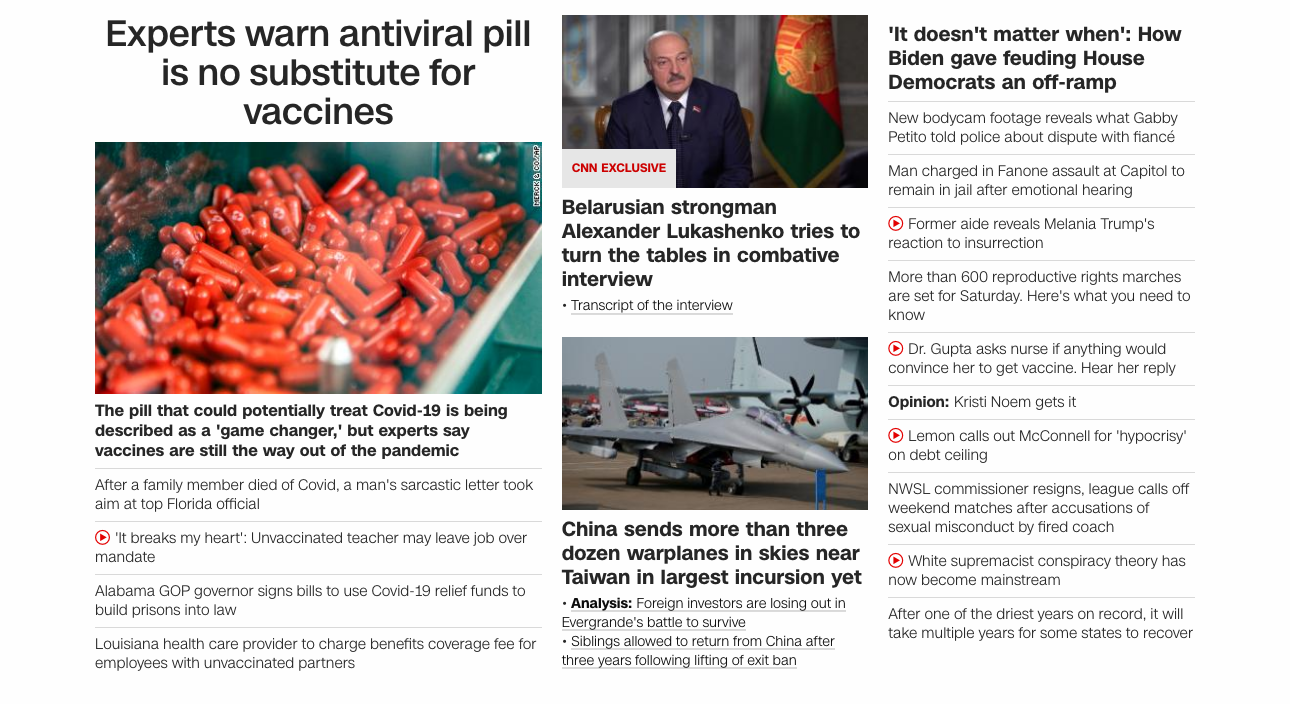 Experts warn antiviral pill
is no substitute for
vaccines
MERCK & CO./AP
The pill that could potentially treat Covid-19 is being
described as a 'game changer,' but experts say
vaccines are still the way out of the pandemic
After a family member died of Covid, a man's sarcastic letter took
aim at top Florida official
'It breaks my heart': Unvaccinated teacher may leave job over
mandate
Alabama GOP governor signs bills to use Covid-19 relief funds to
build prisons into law
Louisiana health care provider to charge benefits coverage fee for
employees with unvaccinated partners
CNN EXCLUSIVE
Belarusian strongman
Alexander Lukashenko tries to
turn the tables in combative
interview
• Transcript of the interview
China sends more than three
dozen warplanes in skies near
Taiwan in largest incursion yet
• Analysis: Foreign investors are losing out in
Evergrande's battle to survive
• Siblings allowed to return from China after
three years following lifting of exit ban
'It doesn't matter when': How
Biden gave feuding House
Democrats an off-ramp
New bodycam footage reveals what Gabby
Petito told police about dispute with fiancé
Man charged in Fanone assault at Capitol to
remain in jail after emotional hearing
Former aide reveals Melania Trump's
reaction to insurrection
More than 600 reproductive rights marches
are set for Saturday. Here's what you need to
know
Dr. Gupta asks nurse if anything would
convince her to get vaccine. Hear her reply
Opinion: Kristi Noem gets it
Lemon calls out McConnell for 'hypocrisy'
on debt ceiling
NWSL commissioner resigns, league calls off
weekend matches after accusations of
sexual misconduct by fired coach
White supremacist conspiracy theory has
now become mainstream
After one of the driest years on record, it will
take multiple years for some states to recover